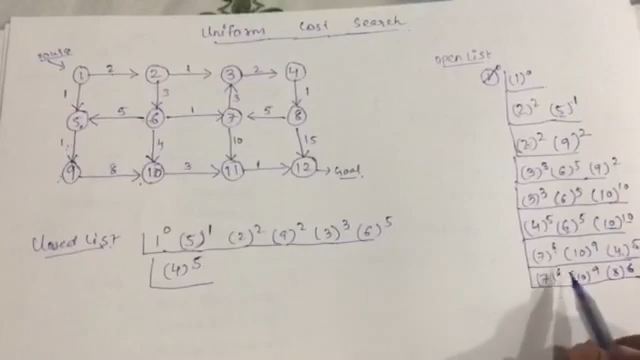 Uniform Cost Search
source
1 2 2 1 3 2 4
1 3 3 1
5 5 6 1 7 5 8
1 4 10 15
9 8 10 3 11 1 12 → Goal
Open List
(1)⁰
(2)² (5)¹
(2)² (9)²
(3)³ (6)⁵ (9)²
(3)³ (6)⁵ (10)¹⁰
(4)⁵ (6)⁵ (10)¹⁰
(7)⁶ (10)⁹ (4)⁵
(7)⁶ (10)⁹ (8)⁶
Closed List 1⁰ (5)¹ (2)² (9)² (3)³ (6)⁵
(4)⁵